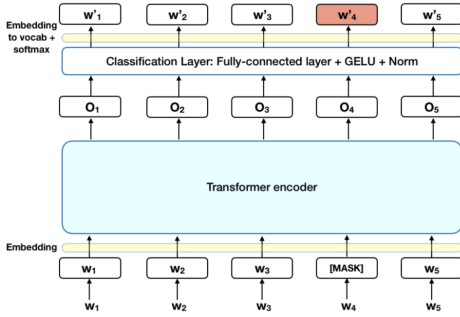 Embedding
to vocab +
softmax
w'1 w'2 w'3 w'4 w'5
Classification Layer: Fully-connected layer + GELU + Norm
O1 O2 O3 O4 O5
Transformer encoder
Embedding
w1 w2 w3 [MASK] w5
w1 w2 w3 w4 w5